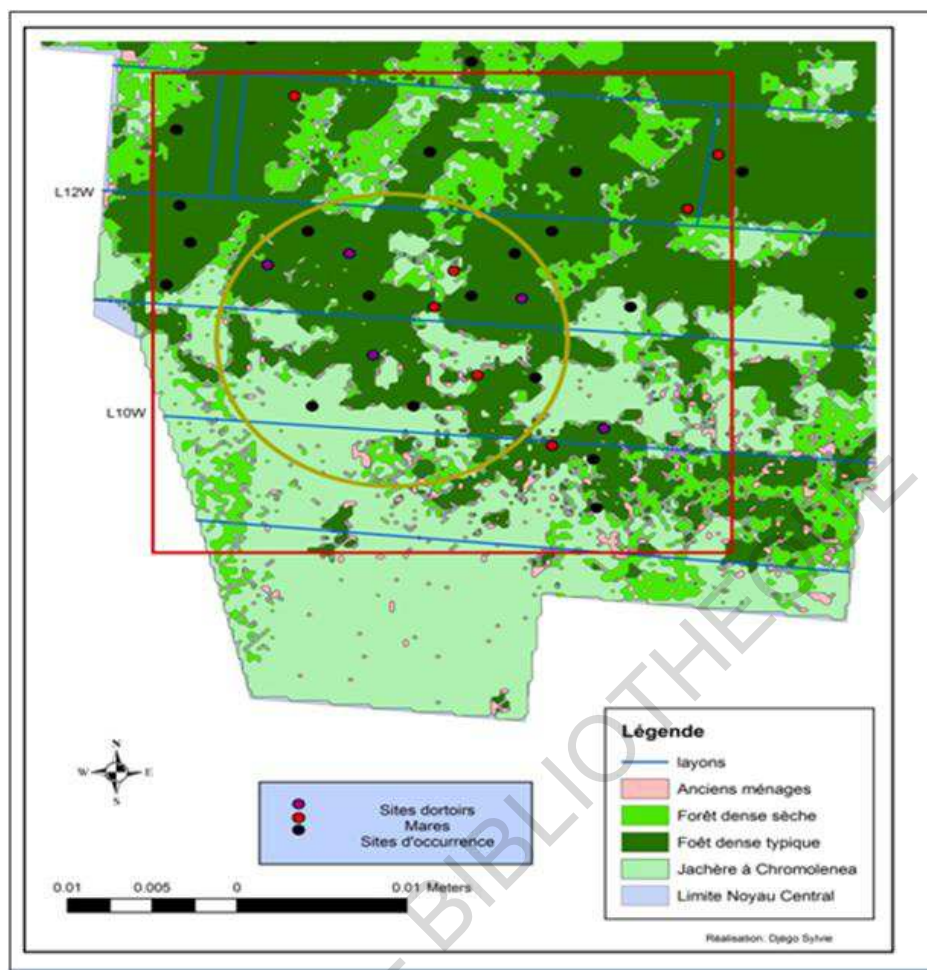 L12W
L10W
N
W E
S
Sites dortoirs
Mares
Sites d'occurrence
0.01 0.005 0 0.01 Meters
Légende
layons
Anciens ménages
Forêt dense sèche
Foêt dense typique
Jachère à Chromolenea
Limite Noyau Central
Réalisation: Djègo Sylvie
BIBLIOTHEQUE